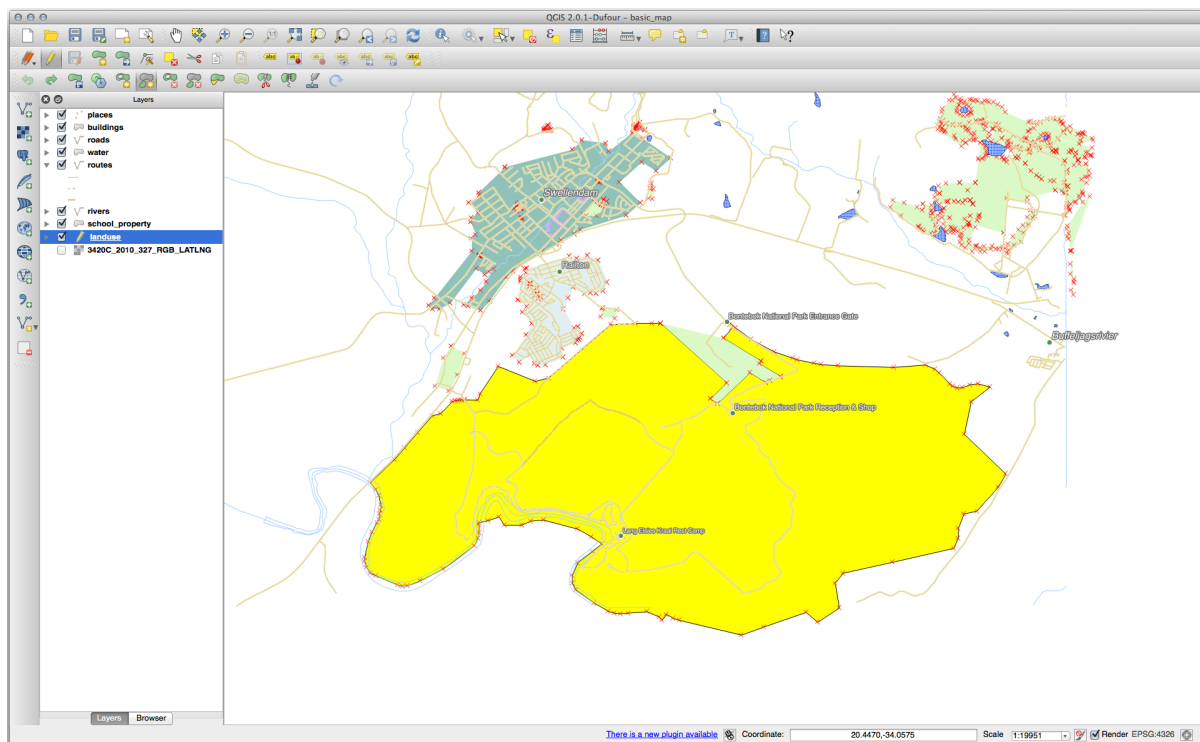 QGIS 2.0.1-Dufour - basic_map
Layers
places
buildings
roads
water
routes
rivers
school_property
landuse
3420C_2010_327_RGB_LATLNG
Swellendam
Railton
Bontebok National Park Entrance Gate
Buffeljagsrivier
Bontebok National Park Reception & Shop
Lang Elsies Kraal Rest Camp
Layers
Browser
There is a new plugin available
Coordinate:
20.4470,-34.0575
Scale
1:19951
Render
EPSG:4326